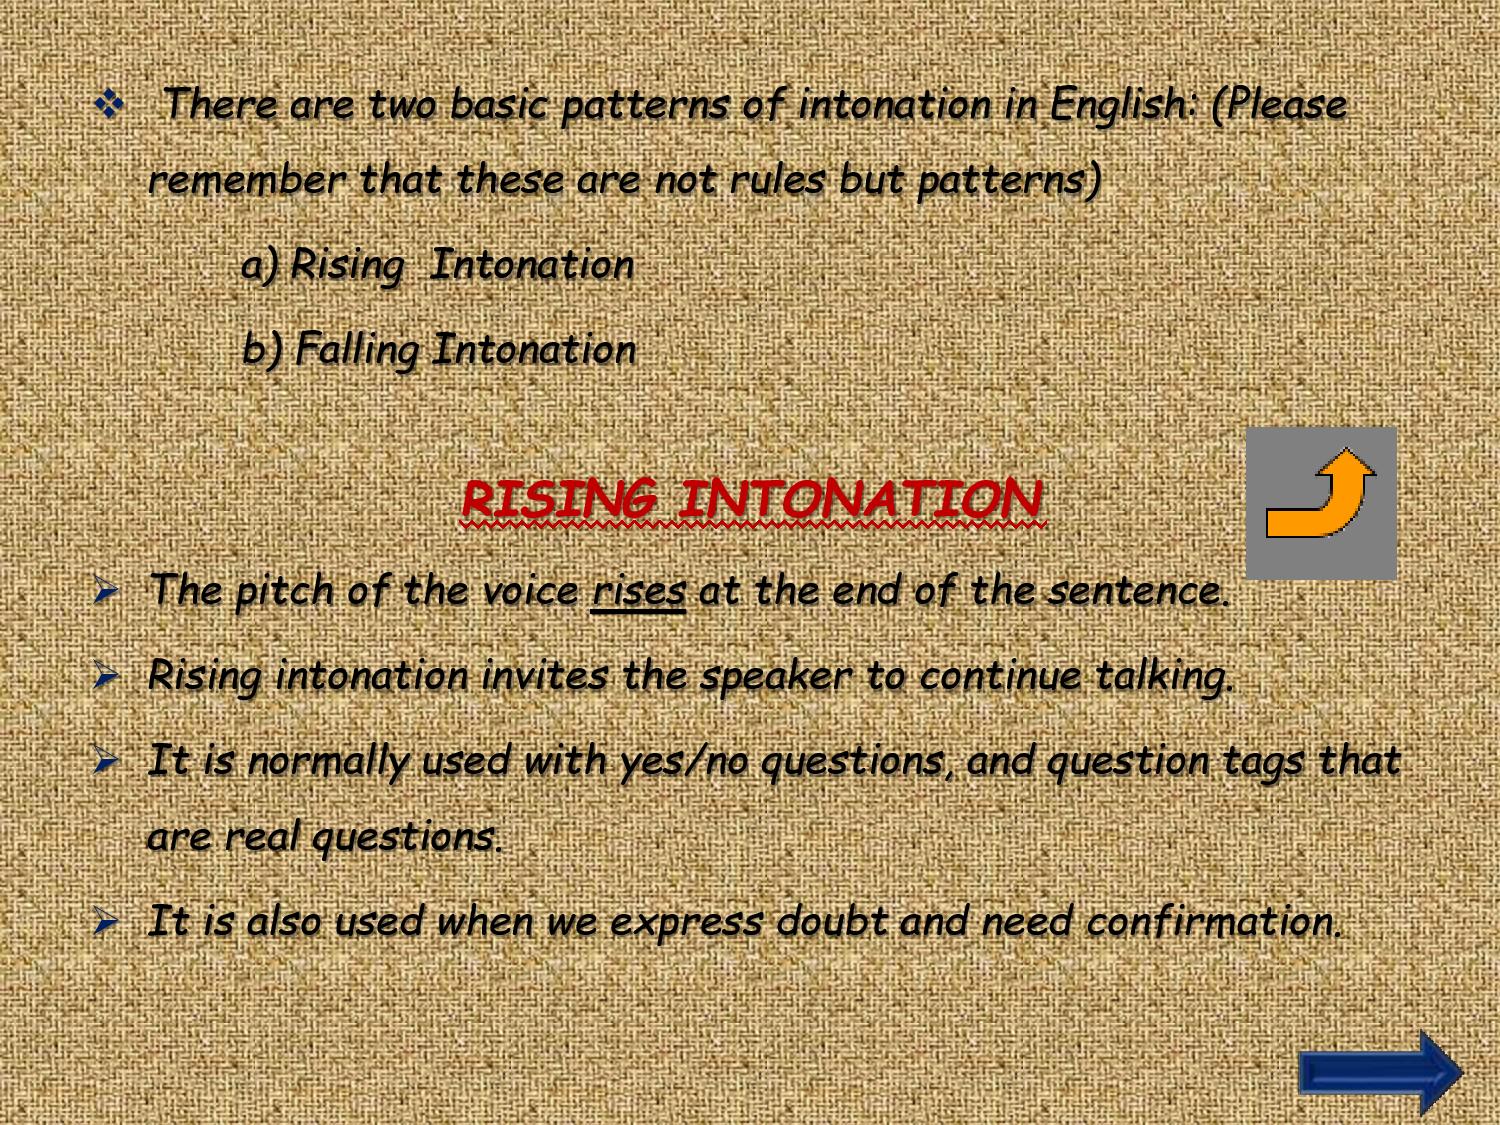 There are two basic patterns of intonation in English: (Please
remember that these are not rules but patterns)
a) Rising Intonation
b) Falling Intonation
RISING INTONATION
The pitch of the voice rises at the end of the sentence.
Rising intonation invites the speaker to continue talking.
It is normally used with yes/no questions, and question tags that
are real questions.
It is also used when we express doubt and need confirmation.